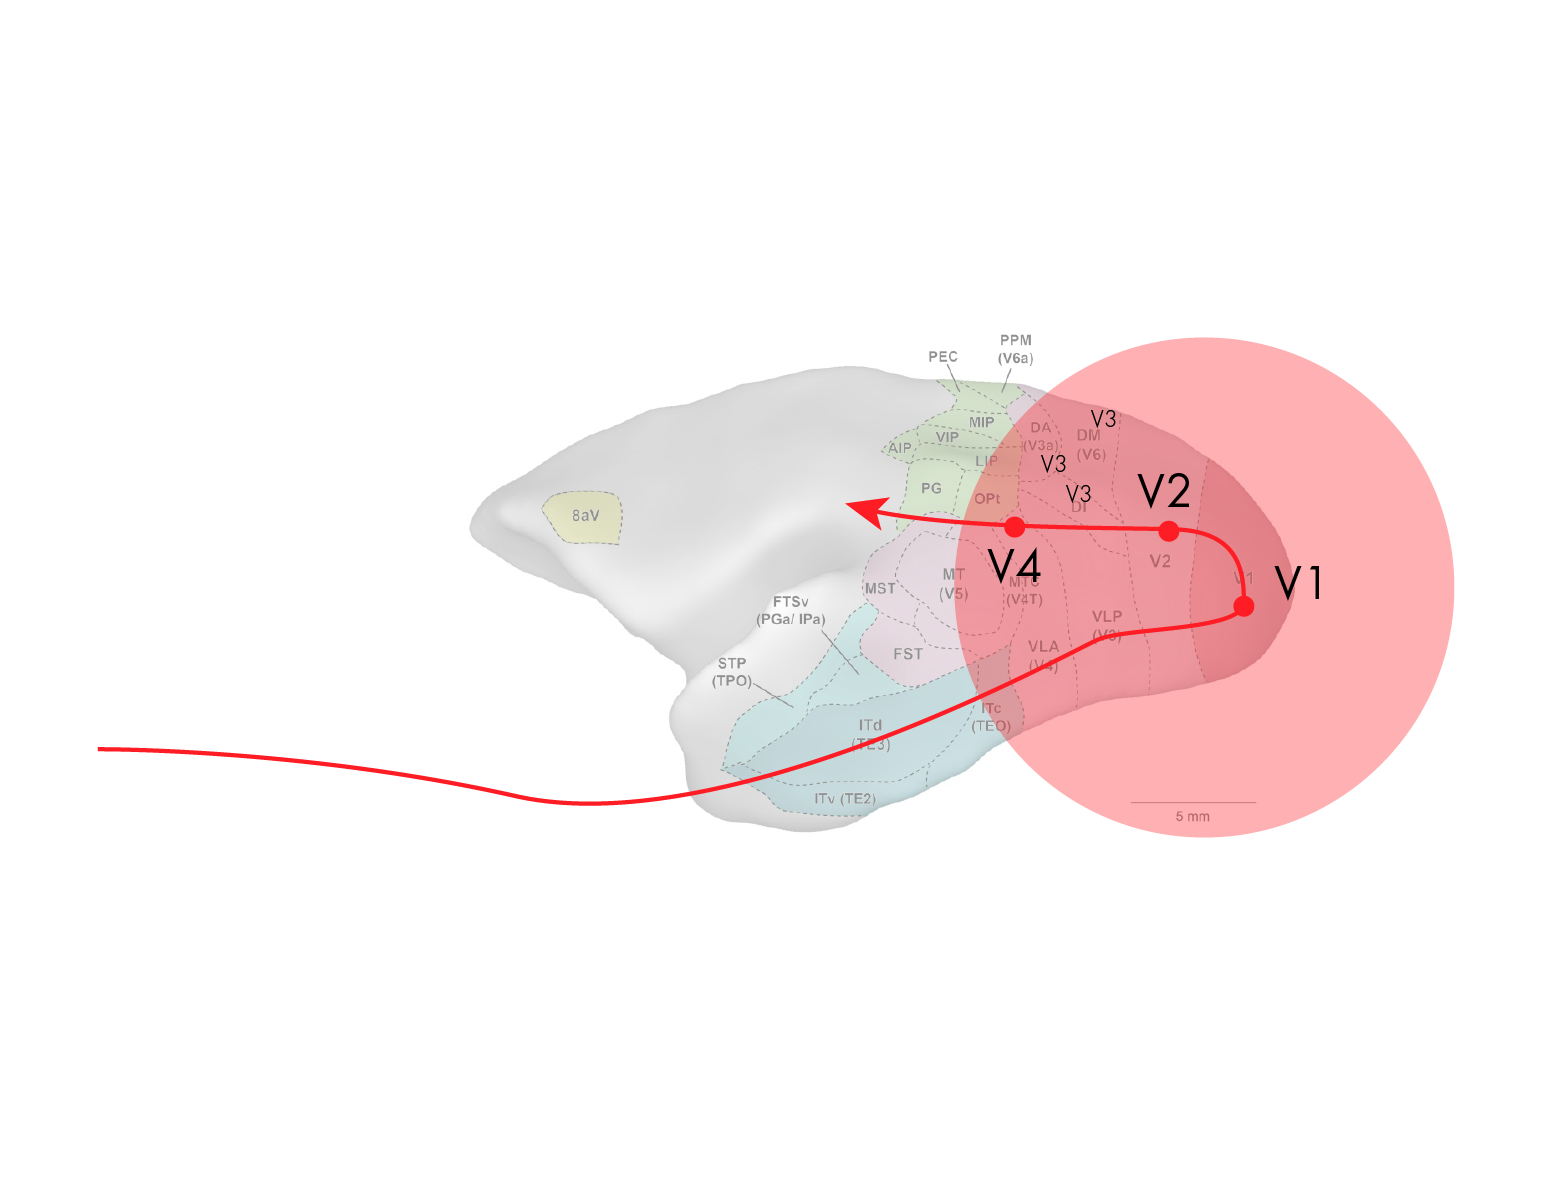 PPM
(V6a)
PEC
V3
MIP
DA
(V3a)
DM
(V6)
VIP
AIP
LIP
V3
PG
OPt
V3
DI
V2
8aV
V4
V2
MT
(V5)
MTC
(V4T)
MST
V1
V1
FTSv
(PGa/ IPa)
VLP
(V3)
FST
VLA
(V4)
STP
(TPO)
ITc
(TEO)
ITd
(TE3)
ITv (TE2)
5 mm